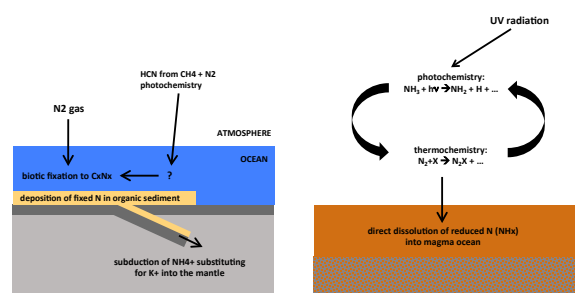 HCN from CH4 + N2
photochemistry
N2 gas
ATMOSPHERE
OCEAN
biotic fixation to CxNx
?
deposition of fixed N in organic sediment
subduction of NH4+ substituting
for K+ into the mantle
UV radiation
photochemistry:
NH₃ + hν → NH₂ + H + ...
thermochemistry:
N₂+X → N₂X + ...
direct dissolution of reduced N (NHx)
into magma ocean